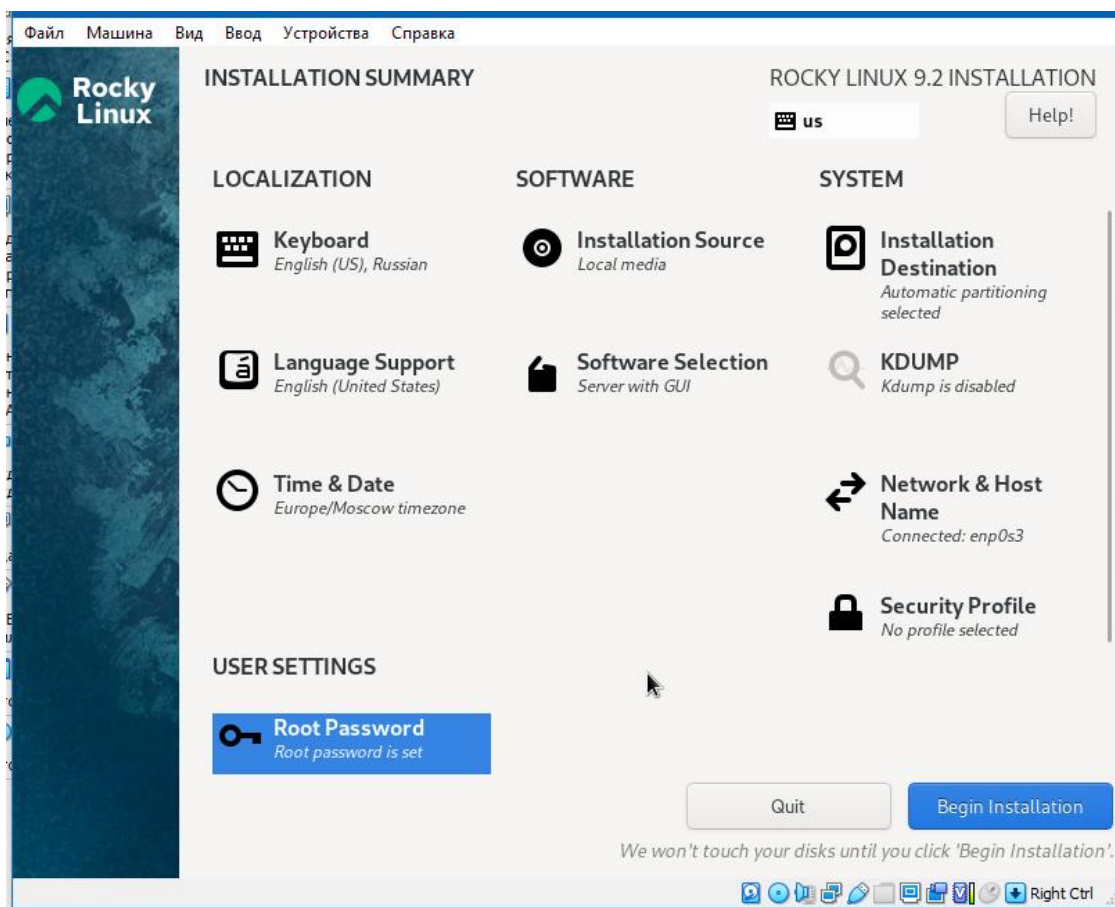 Файл Машина Вид Ввод Устройства Справка
Rocky
Linux
INSTALLATION SUMMARY
ROCKY LINUX 9.2 INSTALLATION
us
Help!
LOCALIZATION
Keyboard
English (US), Russian
Language Support
English (United States)
Time & Date
Europe/Moscow timezone
SOFTWARE
Installation Source
Local media
Software Selection
Server with GUI
SYSTEM
Installation
Destination
Automatic partitioning
selected
KDUMP
Kdump is disabled
Network & Host
Name
Connected: enp0s3
Security Profile
No profile selected
USER SETTINGS
Root Password
Root password is set
Quit
Begin Installation
We won't touch your disks until you click 'Begin Installation'.
Right Ctrl